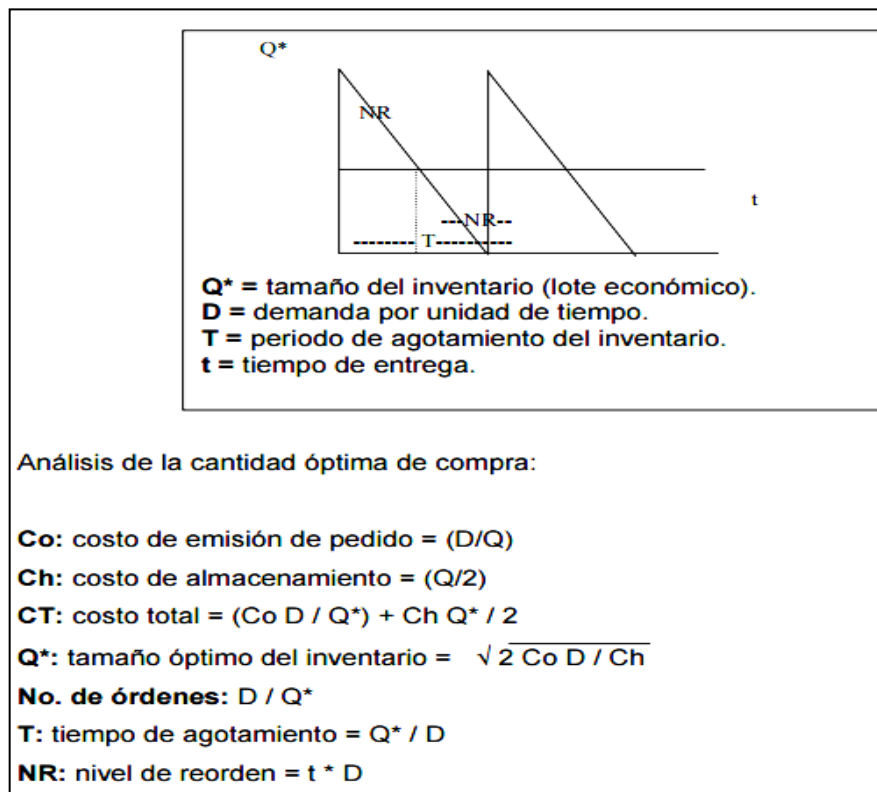 Q*
NR
t
---NR--
-------- T----------
Q* = tamaño del inventario (lote económico).
D = demanda por unidad de tiempo.
T = periodo de agotamiento del inventario.
t = tiempo de entrega.
Análisis de la cantidad óptima de compra:
Co: costo de emisión de pedido = (D/Q)
Ch: costo de almacenamiento = (Q/2)
CT: costo total = (Co D / Q*) + Ch Q* / 2
Q*: tamaño óptimo del inventario = √ 2 Co D / Ch
No. de órdenes: D / Q*
T: tiempo de agotamiento = Q* / D
NR: nivel de reorden = t * D